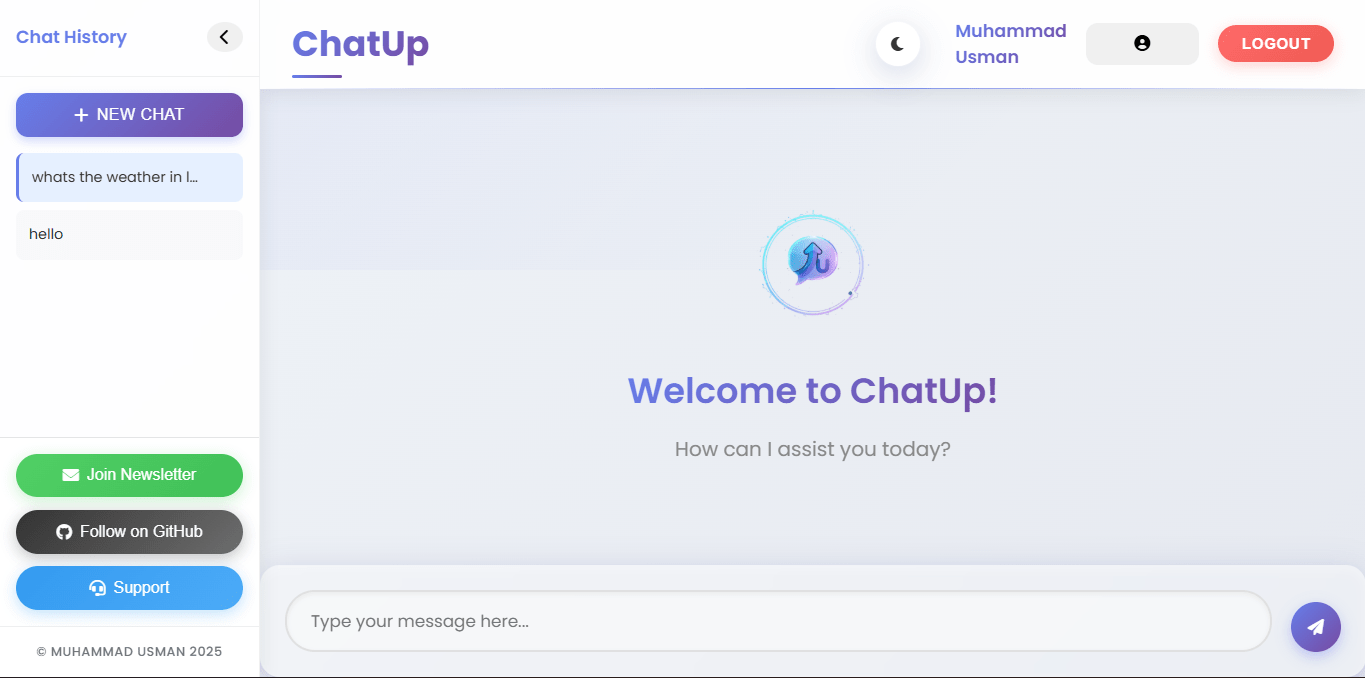 Chat History
ChatUp
Muhammad
Usman
LOGOUT
NEW CHAT
whats the weather in l...
hello
U
Welcome to ChatUp!
How can I assist you today?
Join Newsletter
Follow on GitHub
Support
Type your message here...
© MUHAMMAD USMAN 2025